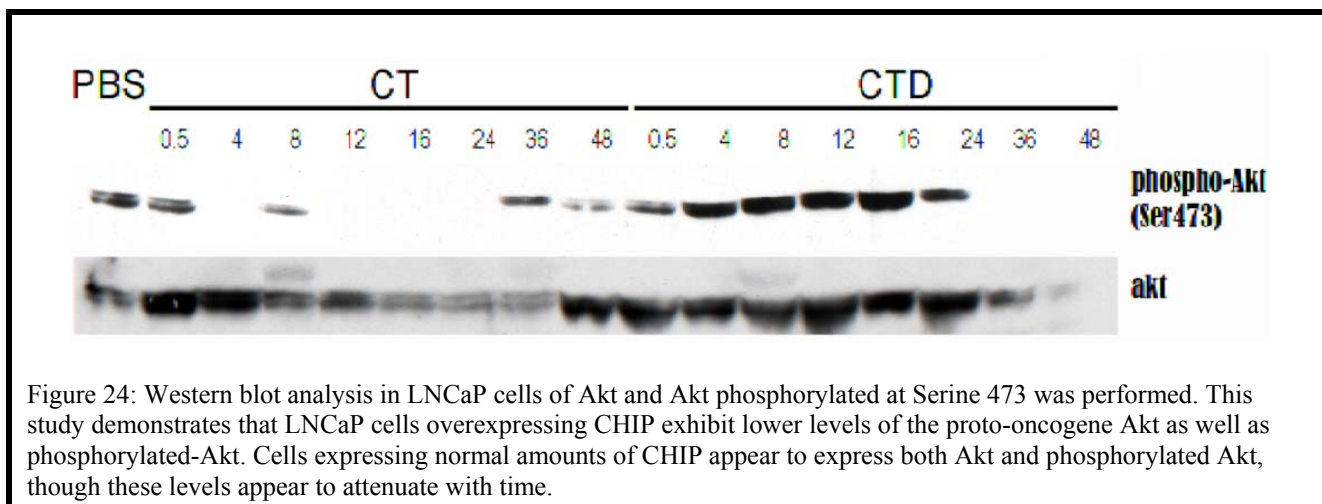 PBS CT CTD
0.5 4 8 12 16 24 36 48 0.5 4 8 12 16 24 36 48
phospho-Akt
(Ser473)
akt
Figure 24: Western blot analysis in LNCaP cells of Akt and Akt phosphorylated at Serine 473 was performed. This
study demonstrates that LNCaP cells overexpressing CHIP exhibit lower levels of the proto-oncogene Akt as well as
phosphorylated-Akt. Cells expressing normal amounts of CHIP appear to express both Akt and phosphorylated Akt,
though these levels appear to attenuate with time.